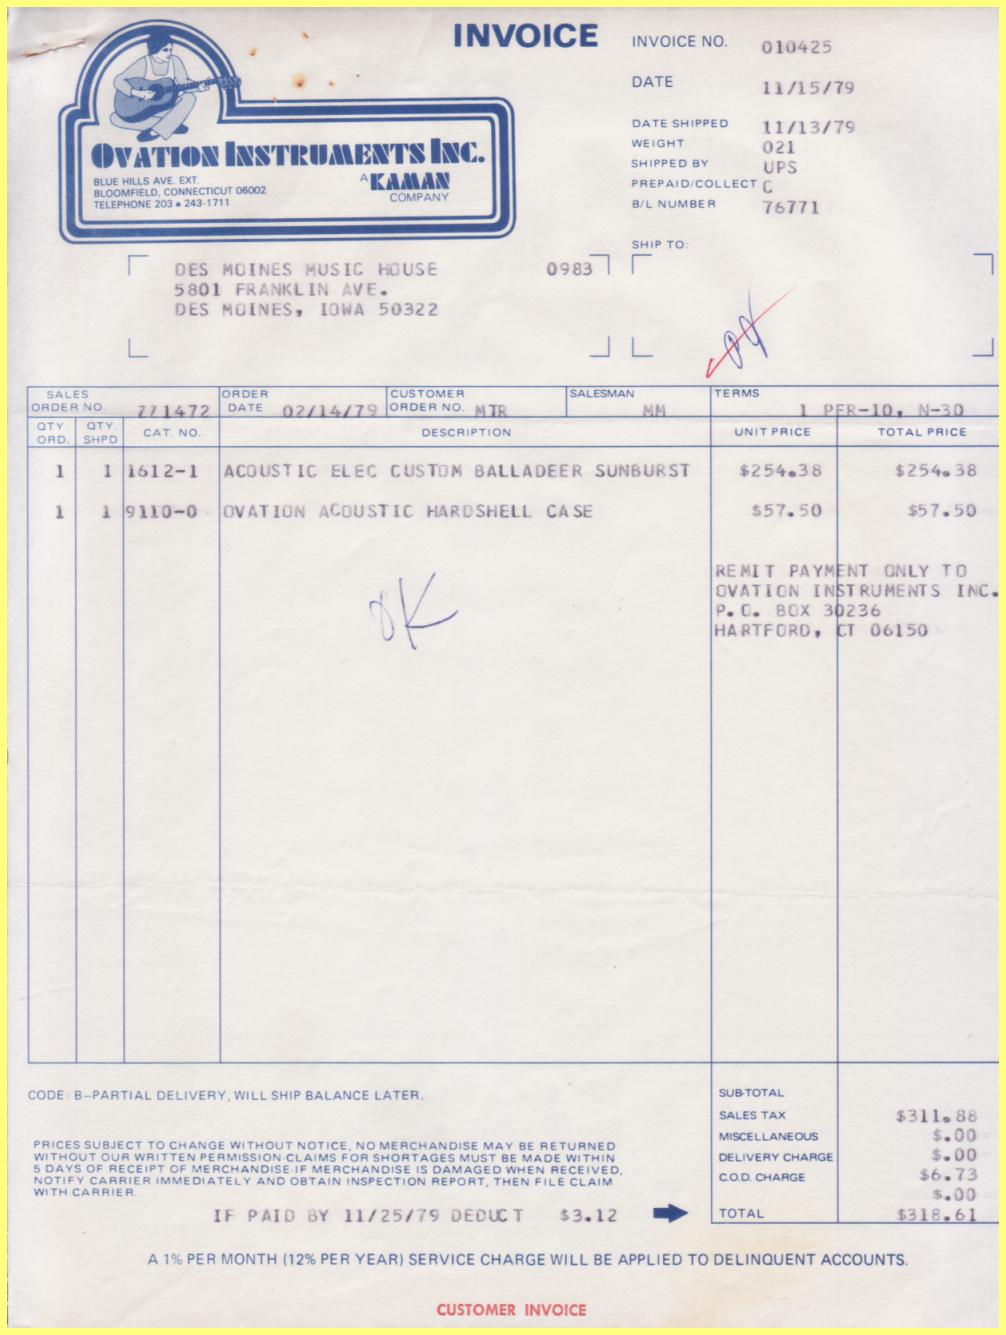 INVOICE
INVOICE NO. 010425
DATE 11/15/79
DATE SHIPPED 11/13/79
WEIGHT 021
SHIPPED BY UPS
PREPAID/COLLECT C
B/L NUMBER 76771
OVATION INSTRUMENTS INC.
BLUE HILLS AVE. EXT.
BLOOMFIELD, CONNECTICUT 06002
TELEPHONE 203 • 243-1711
A KAMAN
COMPANY
SHIP TO:
DES MOINES MUSIC HOUSE 0983
5801 FRANKLIN AVE.
DES MOINES, IOWA 50322
SALES ORDER NO. 771472 ORDER DATE 02/14/79 CUSTOMER ORDER NO. MTR SALESMAN MM TERMS 1 PER-10, N-30
QTY. ORD. QTY. SHPD CAT. NO. DESCRIPTION UNIT PRICE TOTAL PRICE
1 1 1612-1 ACOUSTIC ELEC CUSTOM BALLADEER SUNBURST $254.38 $254.38
1 1 9110-0 OVATION ACOUSTIC HARDSHELL CASE $57.50 $57.50
REMIT PAYMENT ONLY TO
OVATION INSTRUMENTS INC.
P.O. BOX 30236
HARTFORD, CT 06150
OK
CODE: B-PARTIAL DELIVERY, WILL SHIP BALANCE LATER.
PRICES SUBJECT TO CHANGE WITHOUT NOTICE, NO MERCHANDISE MAY BE RETURNED
WITHOUT OUR WRITTEN PERMISSION-CLAIMS FOR SHORTAGES MUST BE MADE WITHIN
5 DAYS OF RECEIPT OF MERCHANDISE-IF MERCHANDISE IS DAMAGED WHEN RECEIVED,
NOTIFY CARRIER IMMEDIATELY AND OBTAIN INSPECTION REPORT, THEN FILE CLAIM
WITH CARRIER.
SUB-TOTAL
SALES TAX $311.88
MISCELLANEOUS $.00
DELIVERY CHARGE $.00
C.O.D. CHARGE $6.73
$.00
IF PAID BY 11/25/79 DEDUCT $3.12
TOTAL $318.61
A 1% PER MONTH (12% PER YEAR) SERVICE CHARGE WILL BE APPLIED TO DELINQUENT ACCOUNTS.
CUSTOMER INVOICE